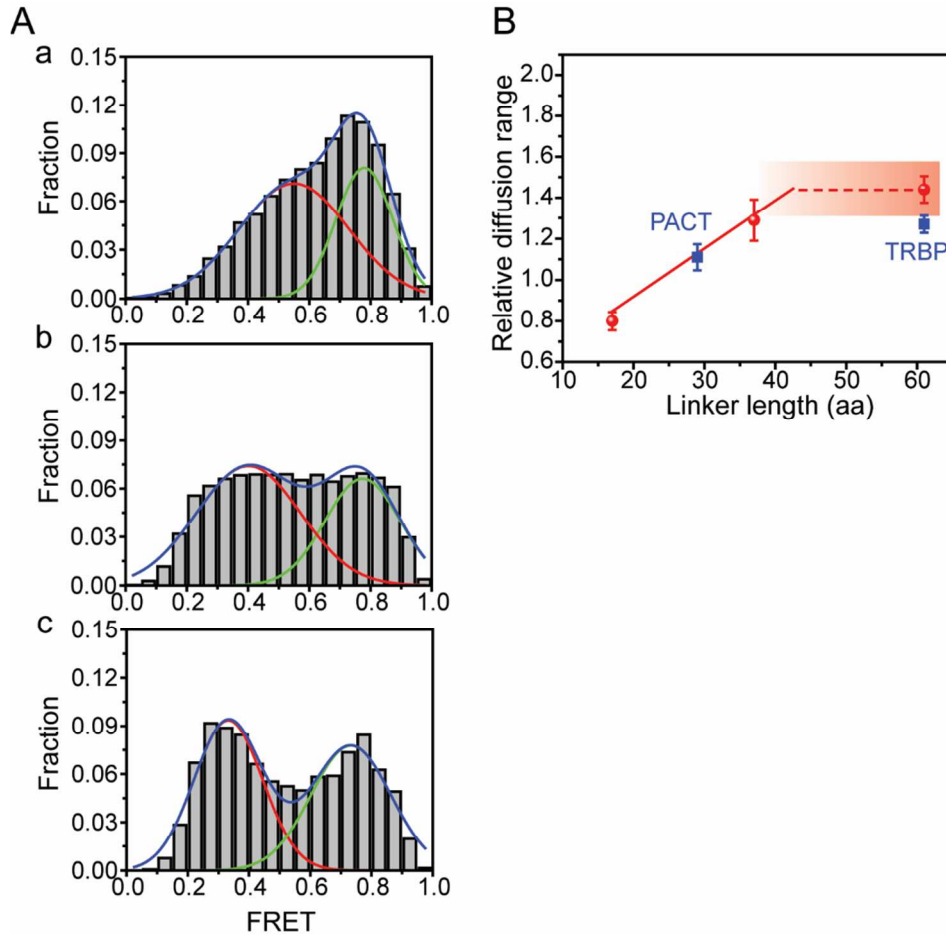 A
a
0.15
0.12
0.09
0.06
0.03
0.00
Fraction
0.0 0.2 0.4 0.6 0.8 1.0
b
0.15
0.12
0.09
0.06
0.03
0.00
Fraction
0.0 0.2 0.4 0.6 0.8 1.0
c
0.15
0.12
0.09
0.06
0.03
0.00
Fraction
0.0 0.2 0.4 0.6 0.8 1.0
FRET
B
2.0
1.8
1.6
1.4
1.2
1.0
0.8
0.6
Relative diffusion range
PACT
TRBP
10 20 30 40 50 60
Linker length (aa)